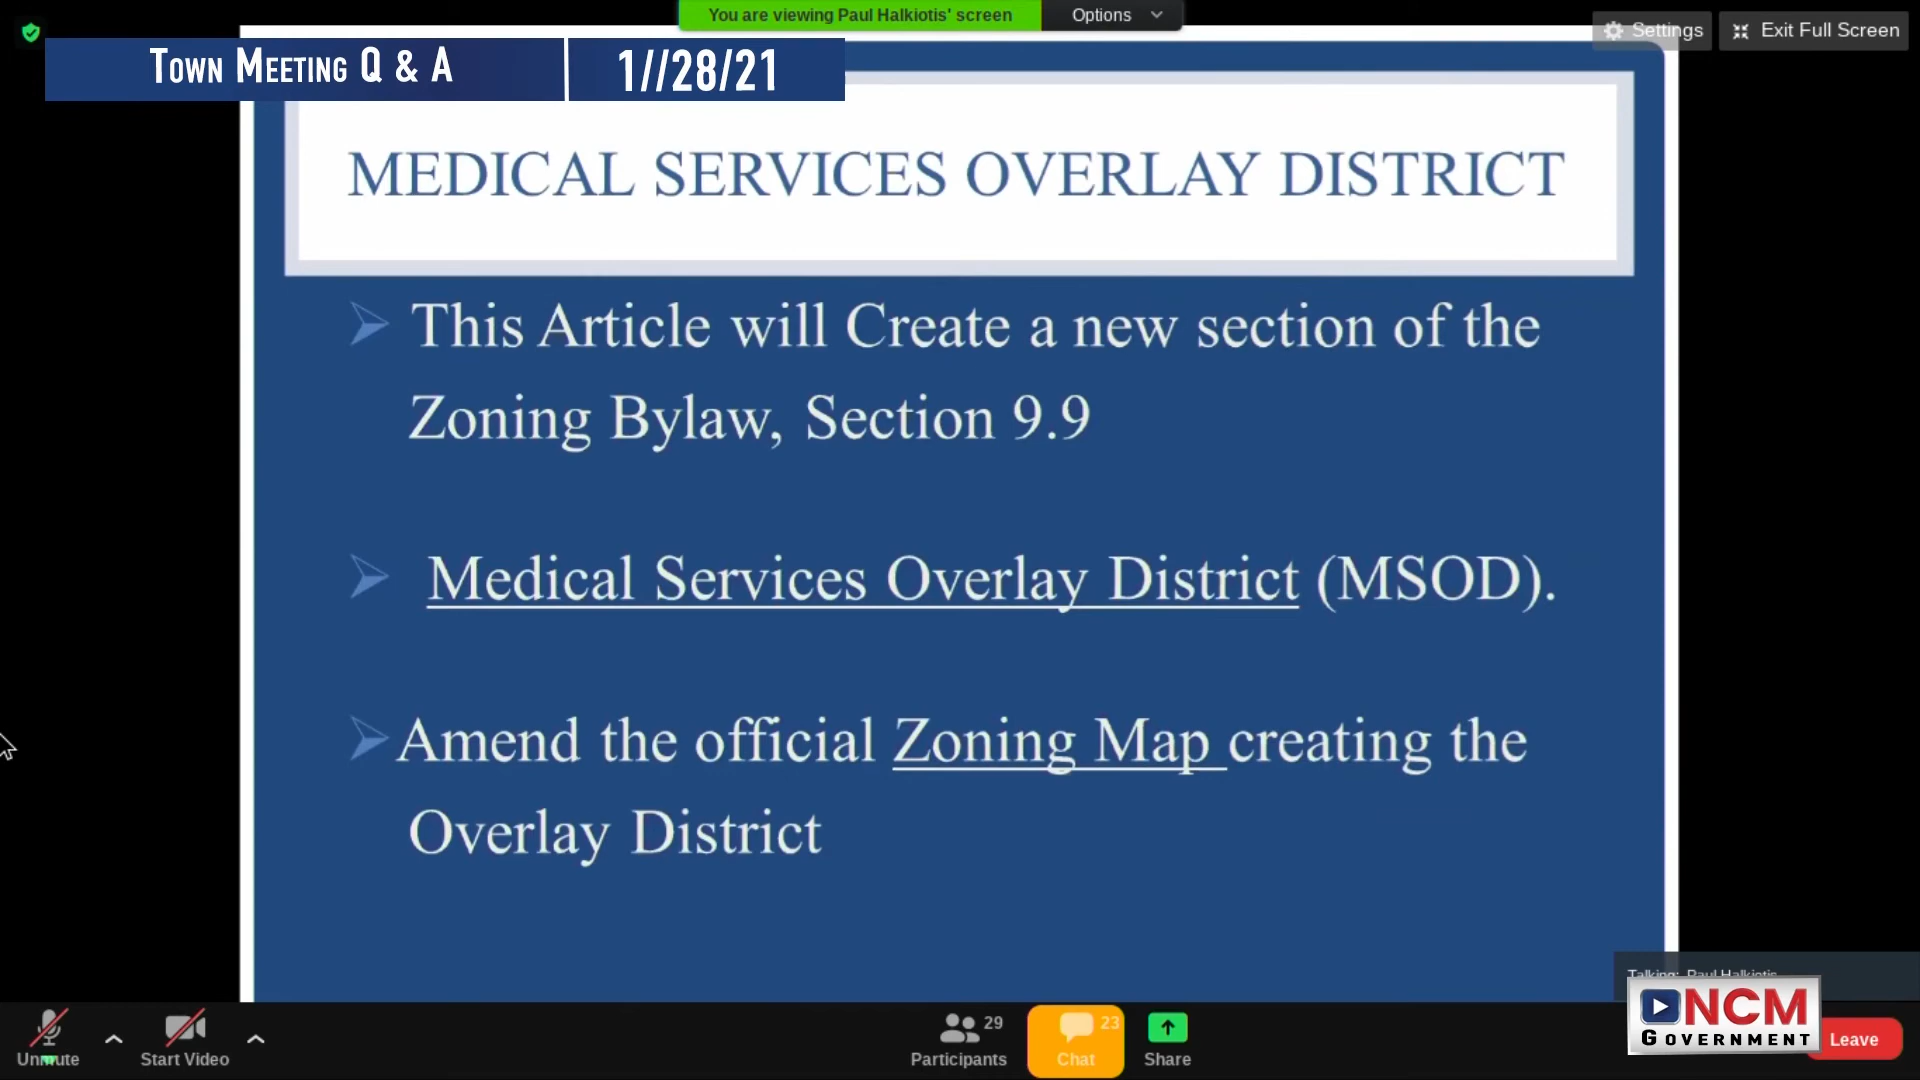 You are viewing Paul Halkiotis' screen
Options
Settings
Exit Full Screen
Town Meeting Q & A
1//28/21
MEDICAL SERVICES OVERLAY DISTRICT
This Article will Create a new section of the
Zoning Bylaw, Section 9.9
Medical Services Overlay District (MSOD).
Amend the official Zoning Map creating the
Overlay District
Talking: Paul Halkiotis
NCM
GOVERNMENT
Unmute
Start Video
29
Participants
23
Chat
Share
Leave